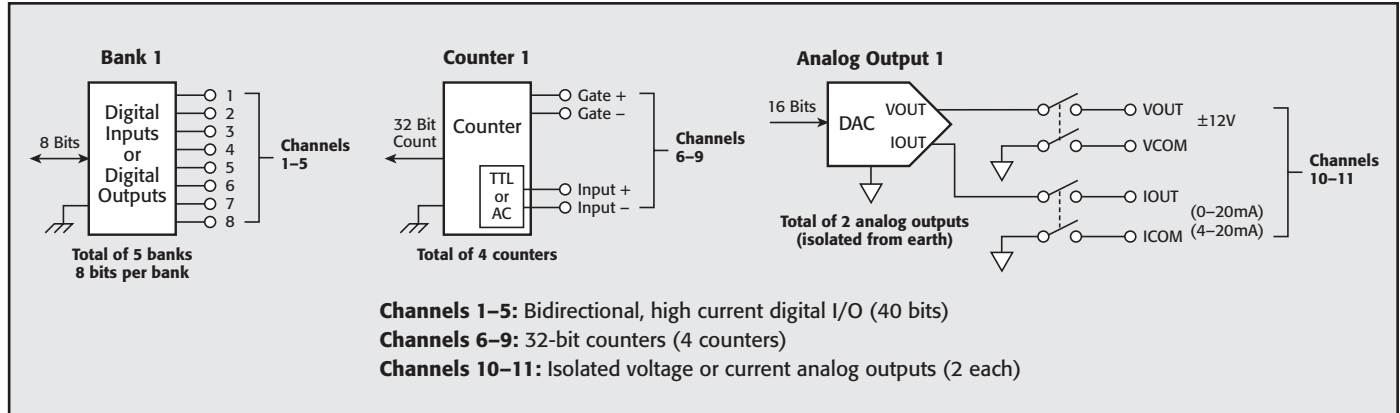 Bank 1
8 Bits
Digital
Inputs
or
Digital
Outputs
1
2
3
4
5
6
7
8
Channels
1–5
Total of 5 banks
8 bits per bank
Counter 1
32 Bit
Count
Counter
TTL
or
AC
Gate +
Gate –
Input +
Input –
Channels
6–9
Total of 4 counters
Analog Output 1
16 Bits
DAC
VOUT
IOUT
VOUT
±12V
VCOM
IOUT
(0–20mA)
ICOM
(4–20mA)
Channels
10–11
Total of 2 analog outputs
(isolated from earth)
Channels 1–5: Bidirectional, high current digital I/O (40 bits)
Channels 6–9: 32-bit counters (4 counters)
Channels 10–11: Isolated voltage or current analog outputs (2 each)